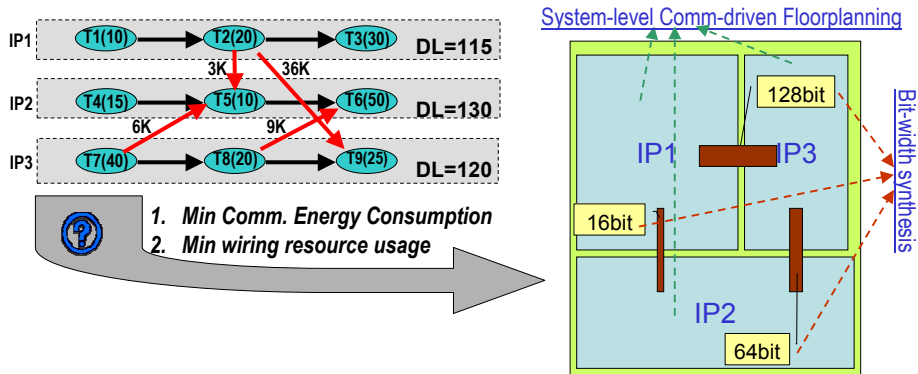 System-level Comm-driven Floorplanning
IP1
T1(10)
T2(20)
T3(30)
DL=115
3K
36K
IP2
T4(15)
T5(10)
T6(50)
DL=130
6K
9K
IP3
T7(40)
T8(20)
T9(25)
DL=120
1. Min Comm. Energy Consumption
2. Min wiring resource usage
128bit
IP1
IP3
16bit
IP2
64bit
Bit-width synthesis